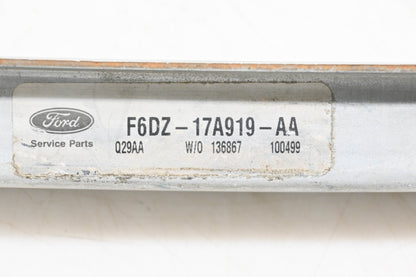 Ford
Service Parts
F6DZ-17A919-AA
Q29AA W/O 136867 100499